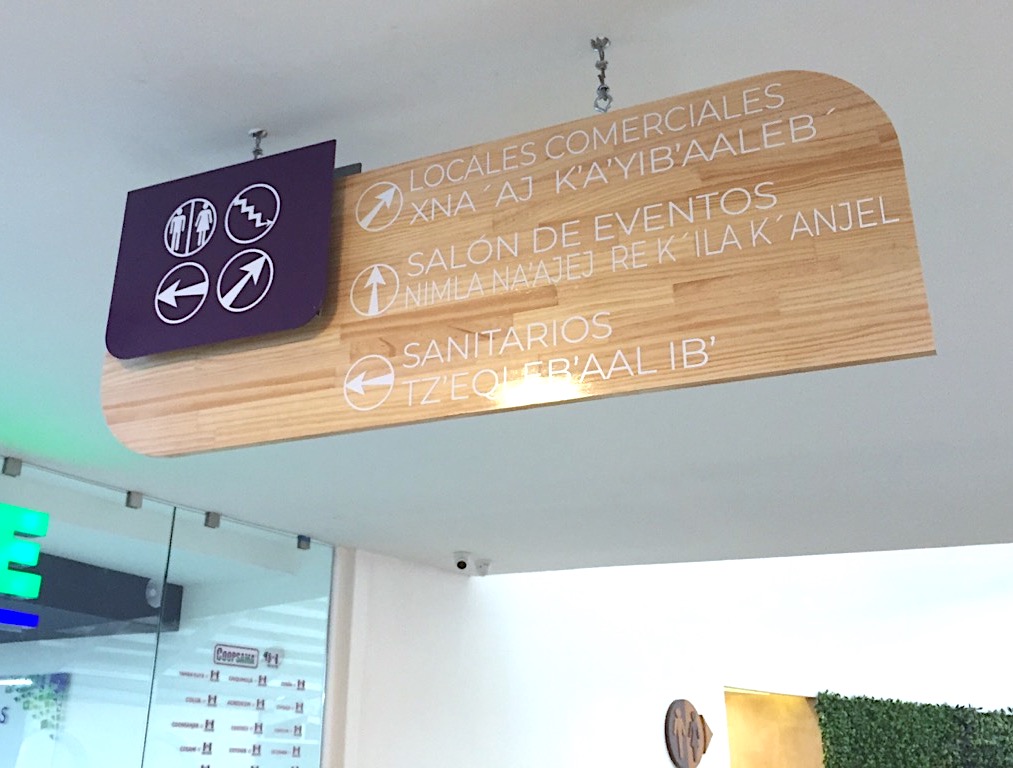 LOCALES COMERCIALES
XNA´AJ K'A'YIB'AALEB´
SALÓN DE EVENTOS
NIMLA NA'AJEJ RE K´ILA K´ANJEL
SANITARIOS
TZ'EQLEB'AAL IB'
E
COOPSAMA
AS